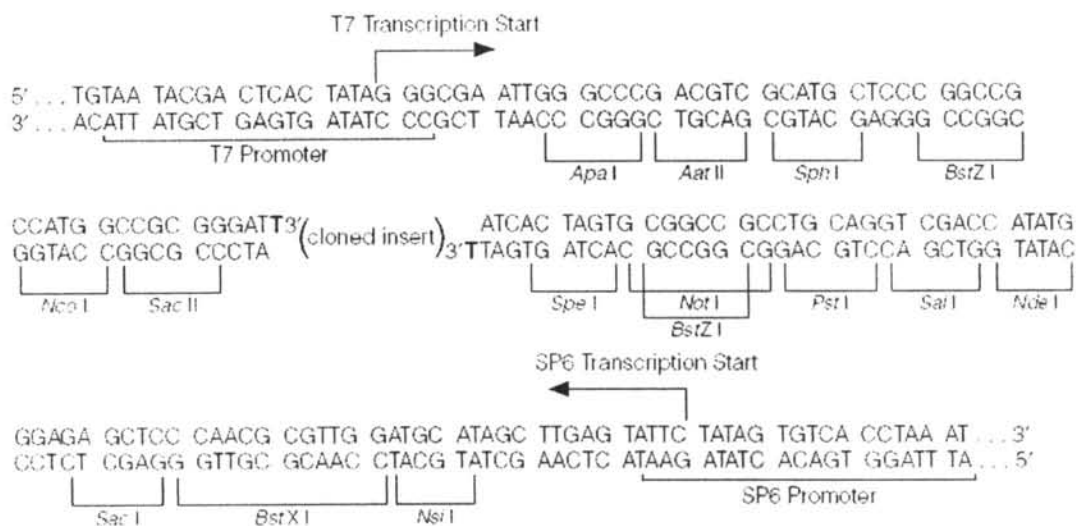 T7 Transcription Start
5′ ... TGTAA TACGA CTCAC TATAG GGCGA ATTGG GCCCG ACGTC GCATG CTCCC GGCCG
3′ ... ACATT ATGCT GAGTG ATATC CCGCT TAACC CGGGC TGCAG CGTAC GAGGG CCGGC
T7 Promoter
Apa I Aat II Sph I BstZ I
CCATG GCCGC GGGATT3′ (cloned insert) ATCAC TAGTG CGGCC GCCTG CAGGT CGACC ATATG
GGTAC CGGCG CCCTA 3′TTAGTG ATCAC GCCGG CGGAC GTCCA GCTGG TATAC
Nco I Sac II Spe I Not I Pst I Sal I Nde I
BstZ I
SP6 Transcription Start
GGAGA GCTCC CAACG CGTTG GATGC ATAGC TTGAG TATTC TATAG TGTCA CCTAA AT ... 3′
CCTCT CGAGG GTTGC GCAAC CTACG TATCG AACTC ATAAG ATATC ACAGT GGATT TA ... 5′
SP6 Promoter
Sac I BstX I Nsi I